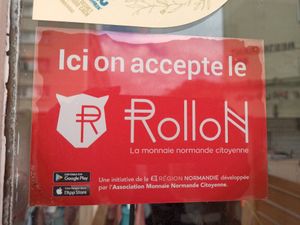 Ici on accepte le
RolloN
La monnaie normande citoyenne
Google Play
App Store
Une initiative de la RÉGION NORMANDIE développée
par l'Association Monnaie Normande Citoyenne.